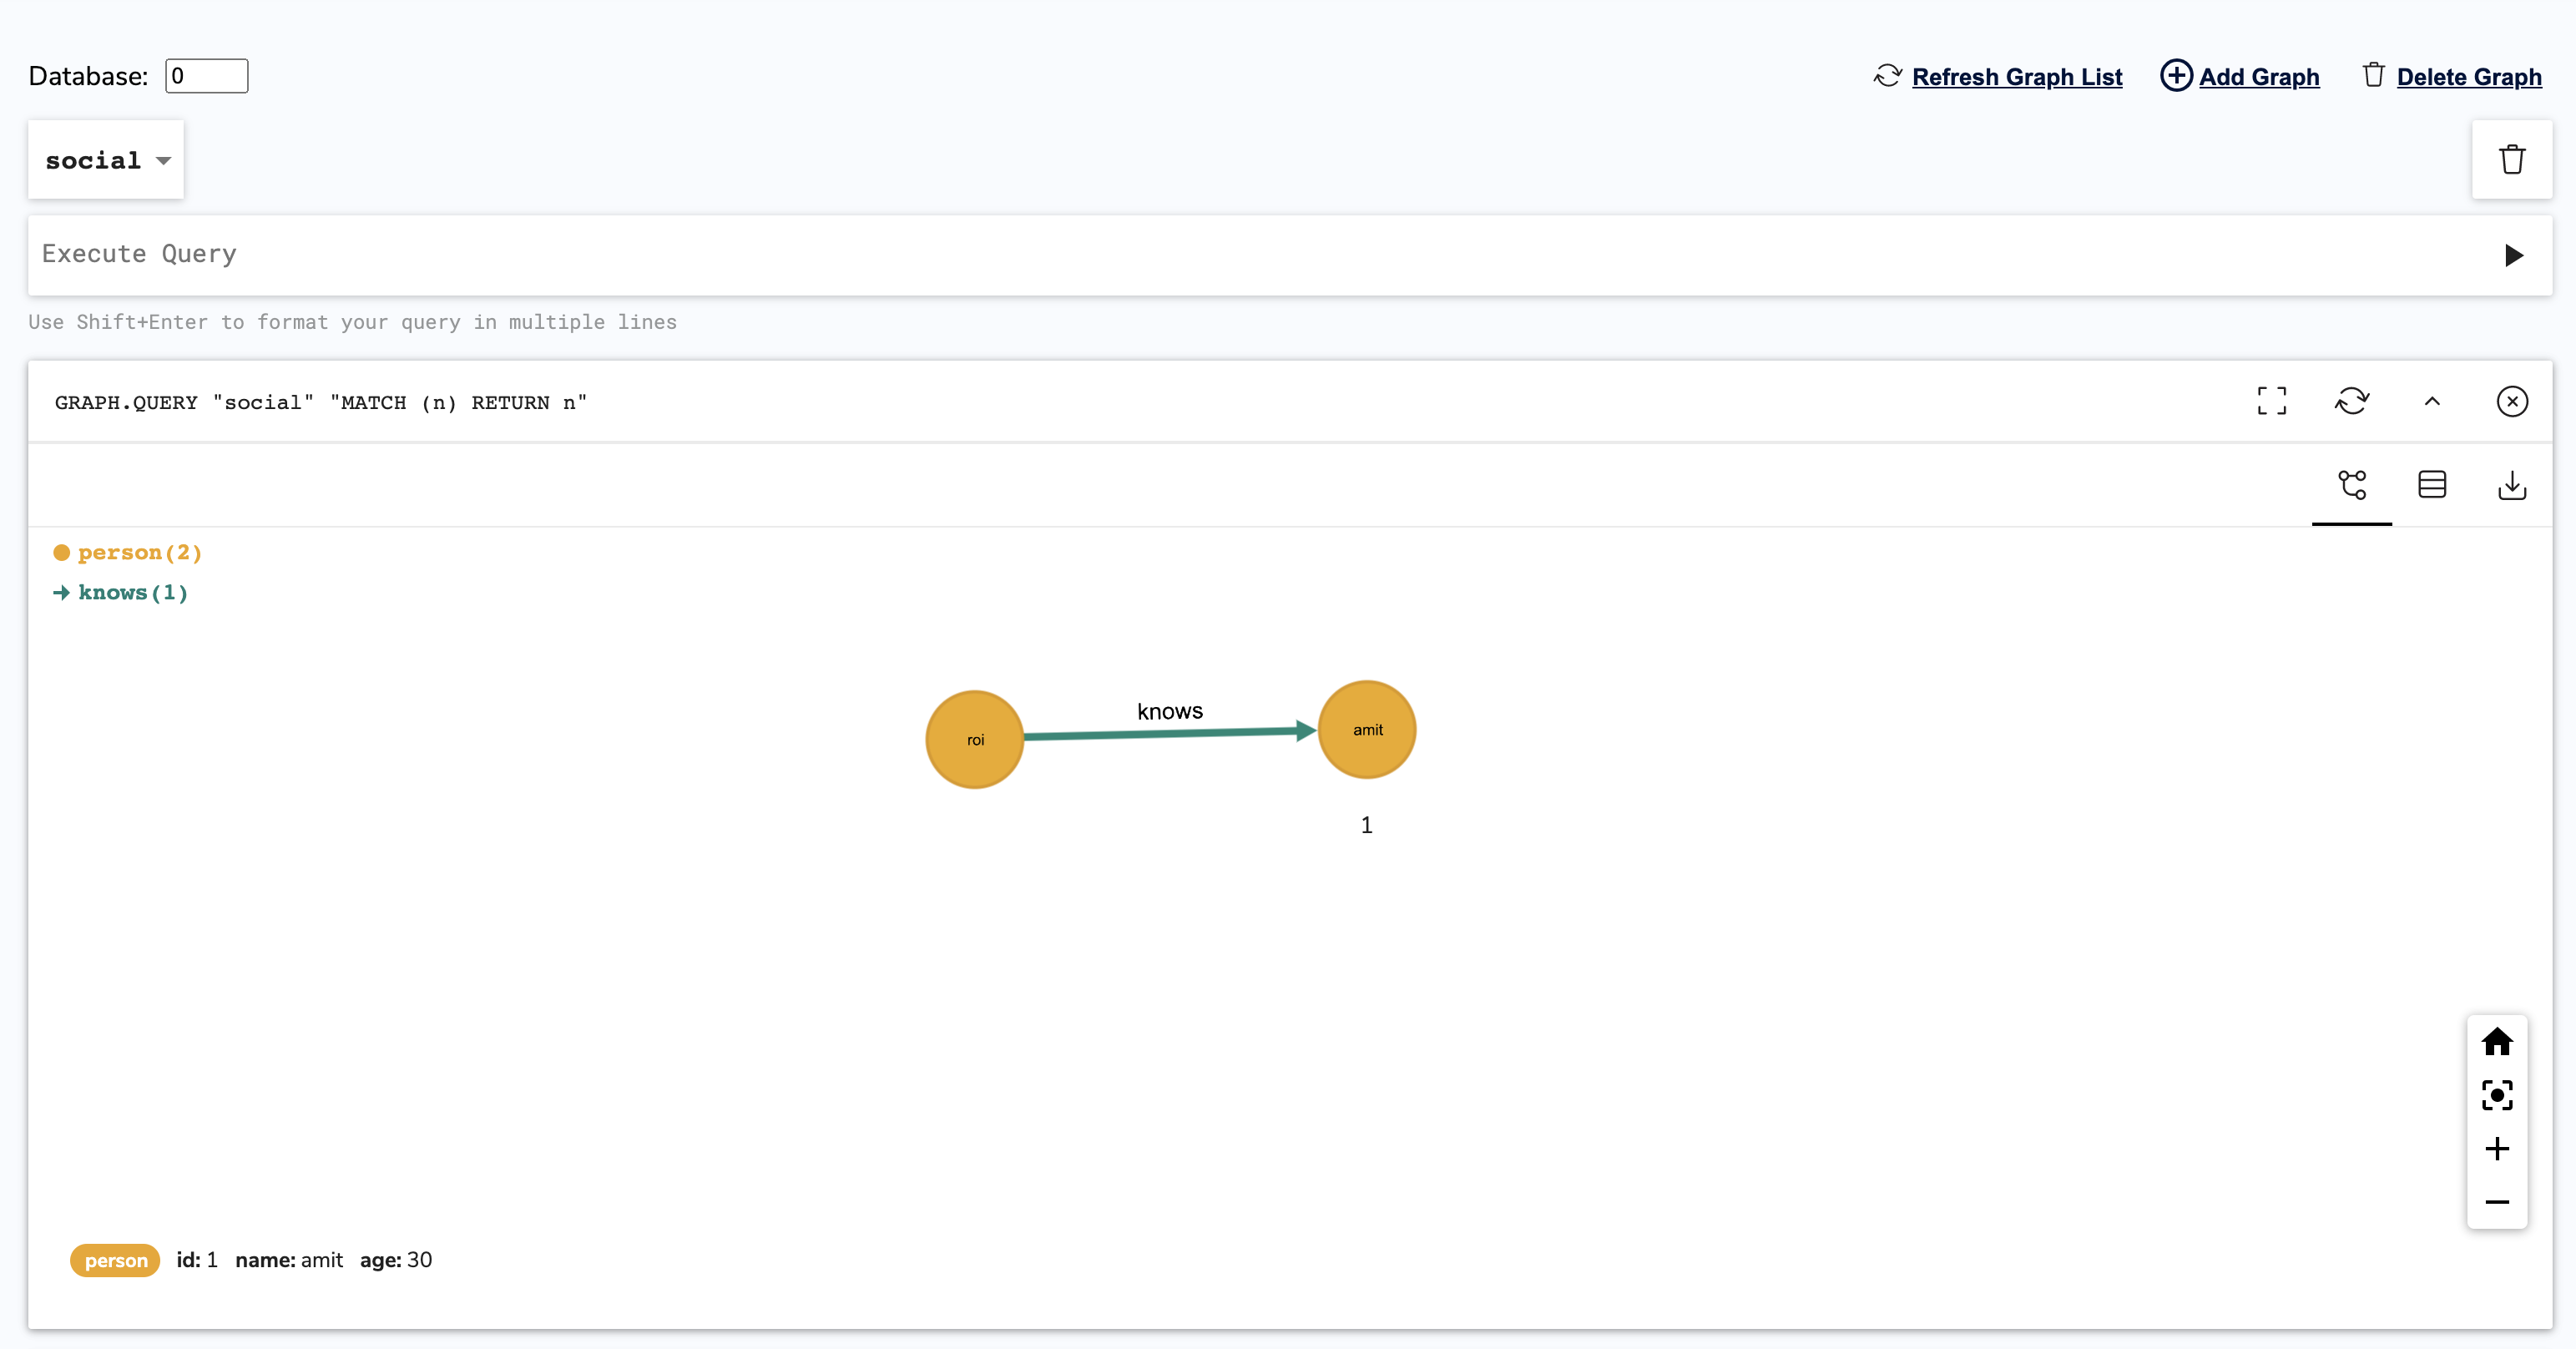 Database: 0
Refresh Graph List
Add Graph
Delete Graph
social
Execute Query
Use Shift+Enter to format your query in multiple lines
GRAPH.QUERY "social" "MATCH (n) RETURN n"
person(2)
knows(1)
knows
roi
amit
1
person id: 1 name: amit age: 30